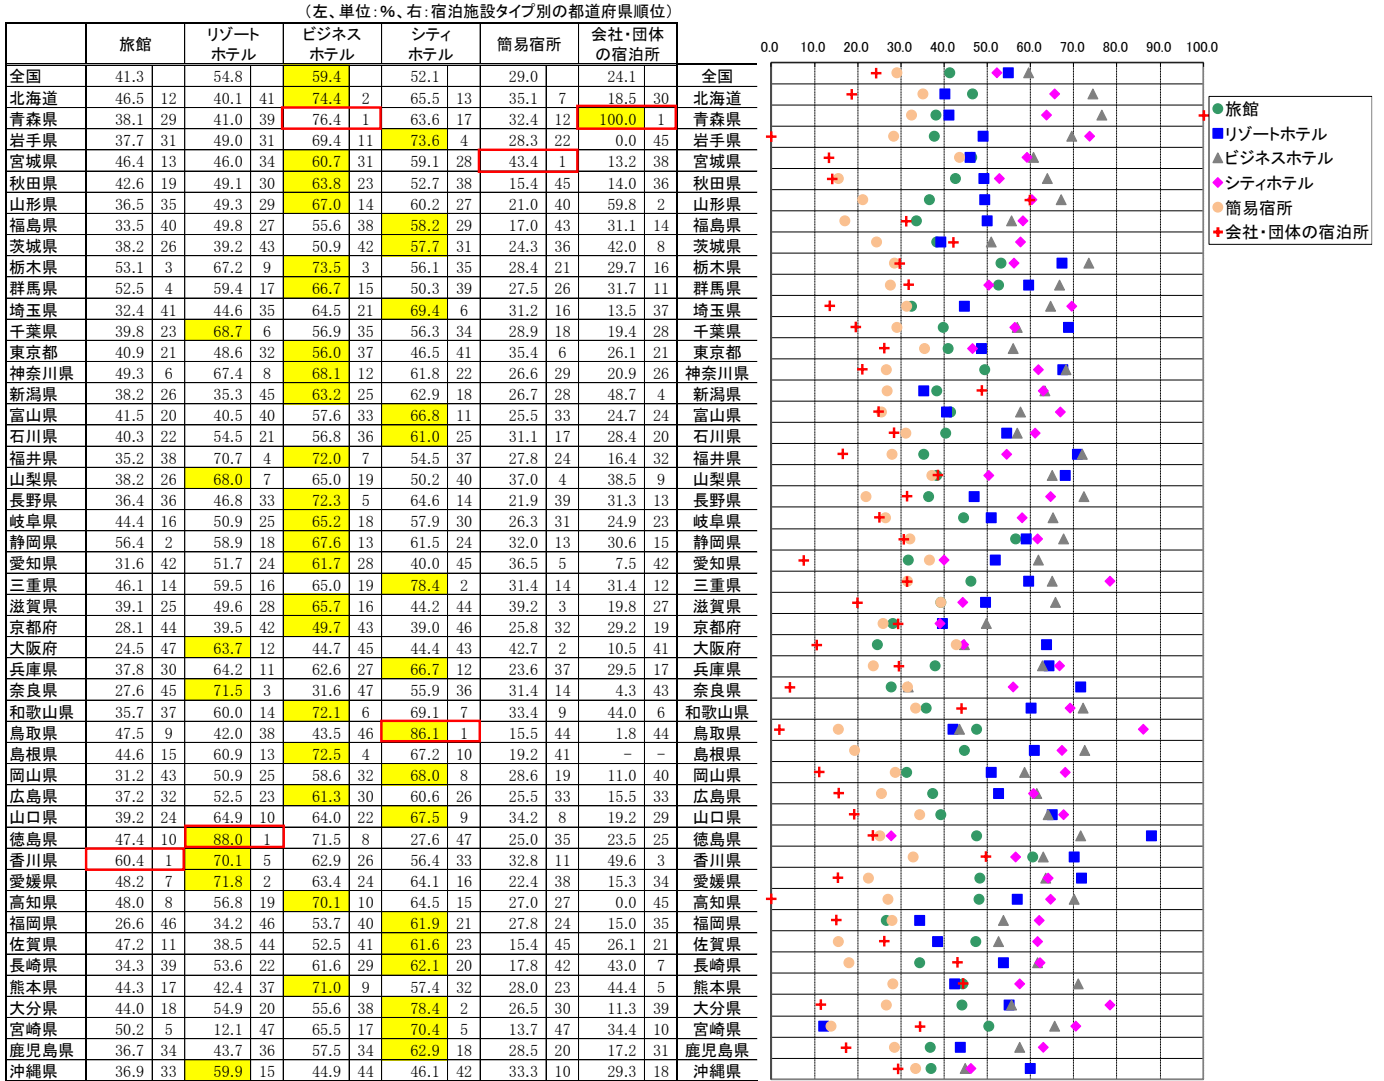 （左、単位：%、右：宿泊施設タイプ別の都道府県順位）
旅館 リゾートホテル ビジネスホテル シティホテル 簡易宿所 会社・団体の宿泊所
0.0 10.0 20.0 30.0 40.0 50.0 60.0 70.0 80.0 90.0 100.0
全国 41.3 54.8 59.4 52.1 29.0 24.1 全国
北海道 46.5 12 40.1 41 74.4 2 65.5 13 35.1 7 18.5 30 北海道
青森県 38.1 29 41.0 39 76.4 1 63.6 17 32.4 12 100.0 1 青森県
岩手県 37.7 31 49.0 31 69.4 11 73.6 4 28.3 22 0.0 45 岩手県
宮城県 46.4 13 46.0 34 60.7 31 59.1 28 43.4 1 13.2 38 宮城県
秋田県 42.6 19 49.1 30 63.8 23 52.7 38 15.4 45 14.0 36 秋田県
山形県 36.5 35 49.3 29 67.0 14 60.2 27 21.0 40 59.8 2 山形県
福島県 33.5 40 49.8 27 55.6 38 58.2 29 17.0 43 31.1 14 福島県
茨城県 38.2 26 39.2 43 50.9 42 57.7 31 24.3 36 42.0 8 茨城県
栃木県 53.1 3 67.2 9 73.5 3 56.1 35 28.4 21 29.7 16 栃木県
群馬県 52.5 4 59.4 17 66.7 15 50.3 39 27.5 26 31.7 11 群馬県
埼玉県 32.4 41 44.6 35 64.5 21 69.4 6 31.2 16 13.5 37 埼玉県
千葉県 39.8 23 68.7 6 56.9 35 56.3 34 28.9 18 19.4 28 千葉県
東京都 40.9 21 48.6 32 56.0 37 46.5 41 35.4 6 26.1 21 東京都
神奈川県 49.3 6 67.4 8 68.1 12 61.8 22 26.6 29 20.9 26 神奈川県
新潟県 38.2 26 35.3 45 63.2 25 62.9 18 26.7 28 48.7 4 新潟県
富山県 41.5 20 40.5 40 57.6 33 66.8 11 25.5 33 24.7 24 富山県
石川県 40.3 22 54.5 21 56.8 36 61.0 25 31.1 17 28.4 20 石川県
福井県 35.2 38 70.7 4 72.0 7 54.5 37 27.8 24 16.4 32 福井県
山梨県 38.2 26 68.0 7 65.0 19 50.2 40 37.0 4 38.5 9 山梨県
長野県 36.4 36 46.8 33 72.3 5 64.6 14 21.9 39 31.3 13 長野県
岐阜県 44.4 16 50.9 25 65.2 18 57.9 30 26.3 31 24.9 23 岐阜県
静岡県 56.4 2 58.9 18 67.6 13 61.5 24 32.0 13 30.6 15 静岡県
愛知県 31.6 42 51.7 24 61.7 28 40.0 45 36.5 5 7.5 42 愛知県
三重県 46.1 14 59.5 16 65.0 19 78.4 2 31.4 14 31.4 12 三重県
滋賀県 39.1 25 49.6 28 65.7 16 44.2 44 39.2 3 19.8 27 滋賀県
京都府 28.1 44 39.5 42 49.7 43 39.0 46 25.8 32 29.2 19 京都府
大阪府 24.5 47 63.7 12 44.7 45 44.4 43 42.7 2 10.5 41 大阪府
兵庫県 37.8 30 64.2 11 62.6 27 66.7 12 23.6 37 29.5 17 兵庫県
奈良県 27.6 45 71.5 3 31.6 47 55.9 36 31.4 14 4.3 43 奈良県
和歌山県 35.7 37 60.0 14 72.1 6 69.1 7 33.4 9 44.0 6 和歌山県
鳥取県 47.5 9 42.0 38 43.5 46 86.1 1 15.5 44 1.8 44 鳥取県
島根県 44.6 15 60.9 13 72.5 4 67.2 10 19.2 41 － － 島根県
岡山県 31.2 43 50.9 25 58.6 32 68.0 8 28.6 19 11.0 40 岡山県
広島県 37.2 32 52.5 23 61.3 30 60.6 26 25.5 33 15.5 33 広島県
山口県 39.2 24 64.9 10 64.0 22 67.5 9 34.2 8 19.2 29 山口県
徳島県 47.4 10 88.0 1 71.5 8 27.6 47 25.0 35 23.5 25 徳島県
香川県 60.4 1 70.1 5 62.9 26 56.4 33 32.8 11 49.6 3 香川県
愛媛県 48.2 7 71.8 2 63.4 24 64.1 16 22.4 38 15.3 34 愛媛県
高知県 48.0 8 56.8 19 70.1 10 64.5 15 27.0 27 0.0 45 高知県
福岡県 26.6 46 34.2 46 53.7 40 61.9 21 27.8 24 15.0 35 福岡県
佐賀県 47.2 11 38.5 44 52.5 41 61.6 23 15.4 45 26.1 21 佐賀県
長崎県 34.3 39 53.6 22 61.6 29 62.1 20 17.8 42 43.0 7 長崎県
熊本県 44.3 17 42.4 37 71.0 9 57.4 32 28.0 23 44.4 5 熊本県
大分県 44.0 18 54.9 20 55.6 38 78.4 2 26.5 30 11.3 39 大分県
宮崎県 50.2 5 12.1 47 65.5 17 70.4 5 13.7 47 34.4 10 宮崎県
鹿児島県 36.7 34 43.7 36 57.5 34 62.9 18 28.5 20 17.2 31 鹿児島県
沖縄県 36.9 33 59.9 15 44.9 44 46.1 42 33.3 10 29.3 18 沖縄県
旅館
リゾートホテル
ビジネスホテル
シティホテル
簡易宿所
会社・団体の宿泊所